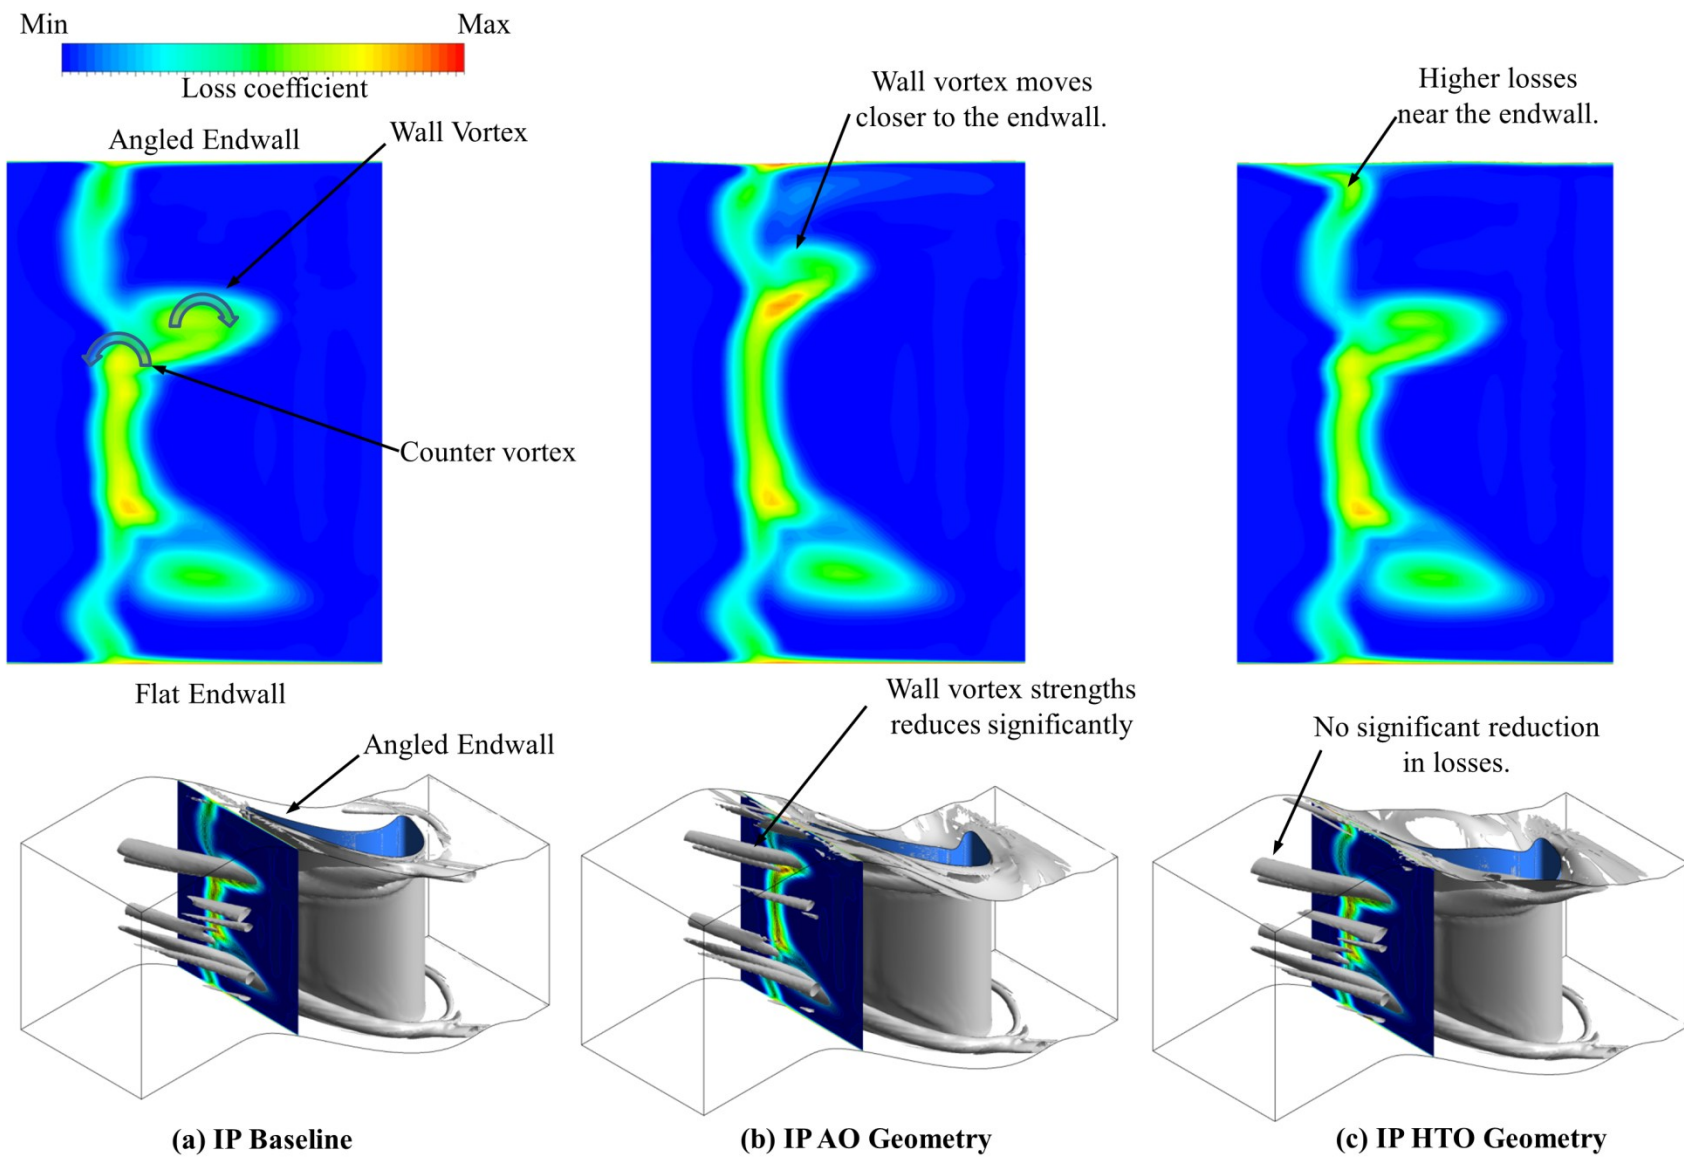 Min
Max
Loss coefficient
Angled Endwall
Wall Vortex
Counter vortex
Flat Endwall
Wall vortex moves
closer to the endwall.
Higher losses
near the endwall.
Angled Endwall
Wall vortex strengths
reduces significantly
No significant reduction
in losses.
(a) IP Baseline
(b) IP AO Geometry
(c) IP HTO Geometry